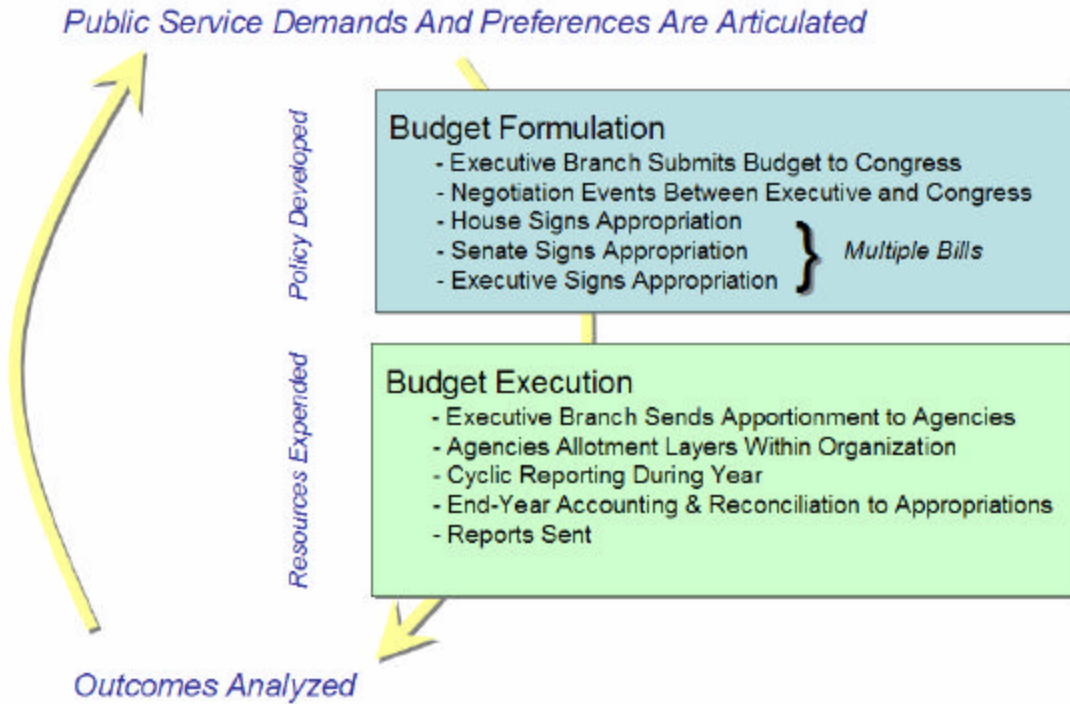 Public Service Demands And Preferences Are Articulated
Policy Developed
Budget Formulation
- Executive Branch Submits Budget to Congress
- Negotiation Events Between Executive and Congress
- House Signs Appropriation
- Senate Signs Appropriation
- Executive Signs Appropriation
} Multiple Bills
Resources Expended
Budget Execution
- Executive Branch Sends Apportionment to Agencies
- Agencies Allotment Layers Within Organization
- Cyclic Reporting During Year
- End-Year Accounting & Reconciliation to Appropriations
- Reports Sent
Outcomes Analyzed